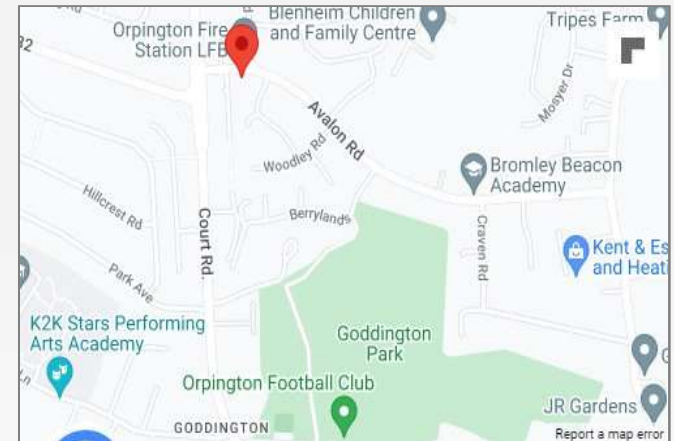 Blenheim Children
and Family Centre
Tripes Farm
Orpington Fire
Station LFB
Avalon Rd
Mosyer Dr
Woodley Rd
Bromley Beacon
Academy
Hillcrest Rd
Court Rd.
Berrylands
Craven Rd
Kent & Es
and Heati
Park Ave
K2K Stars Performing
Arts Academy
Goddington
Park
Orpington Football Club
JR Gardens
GODDINGTON
Report a map error